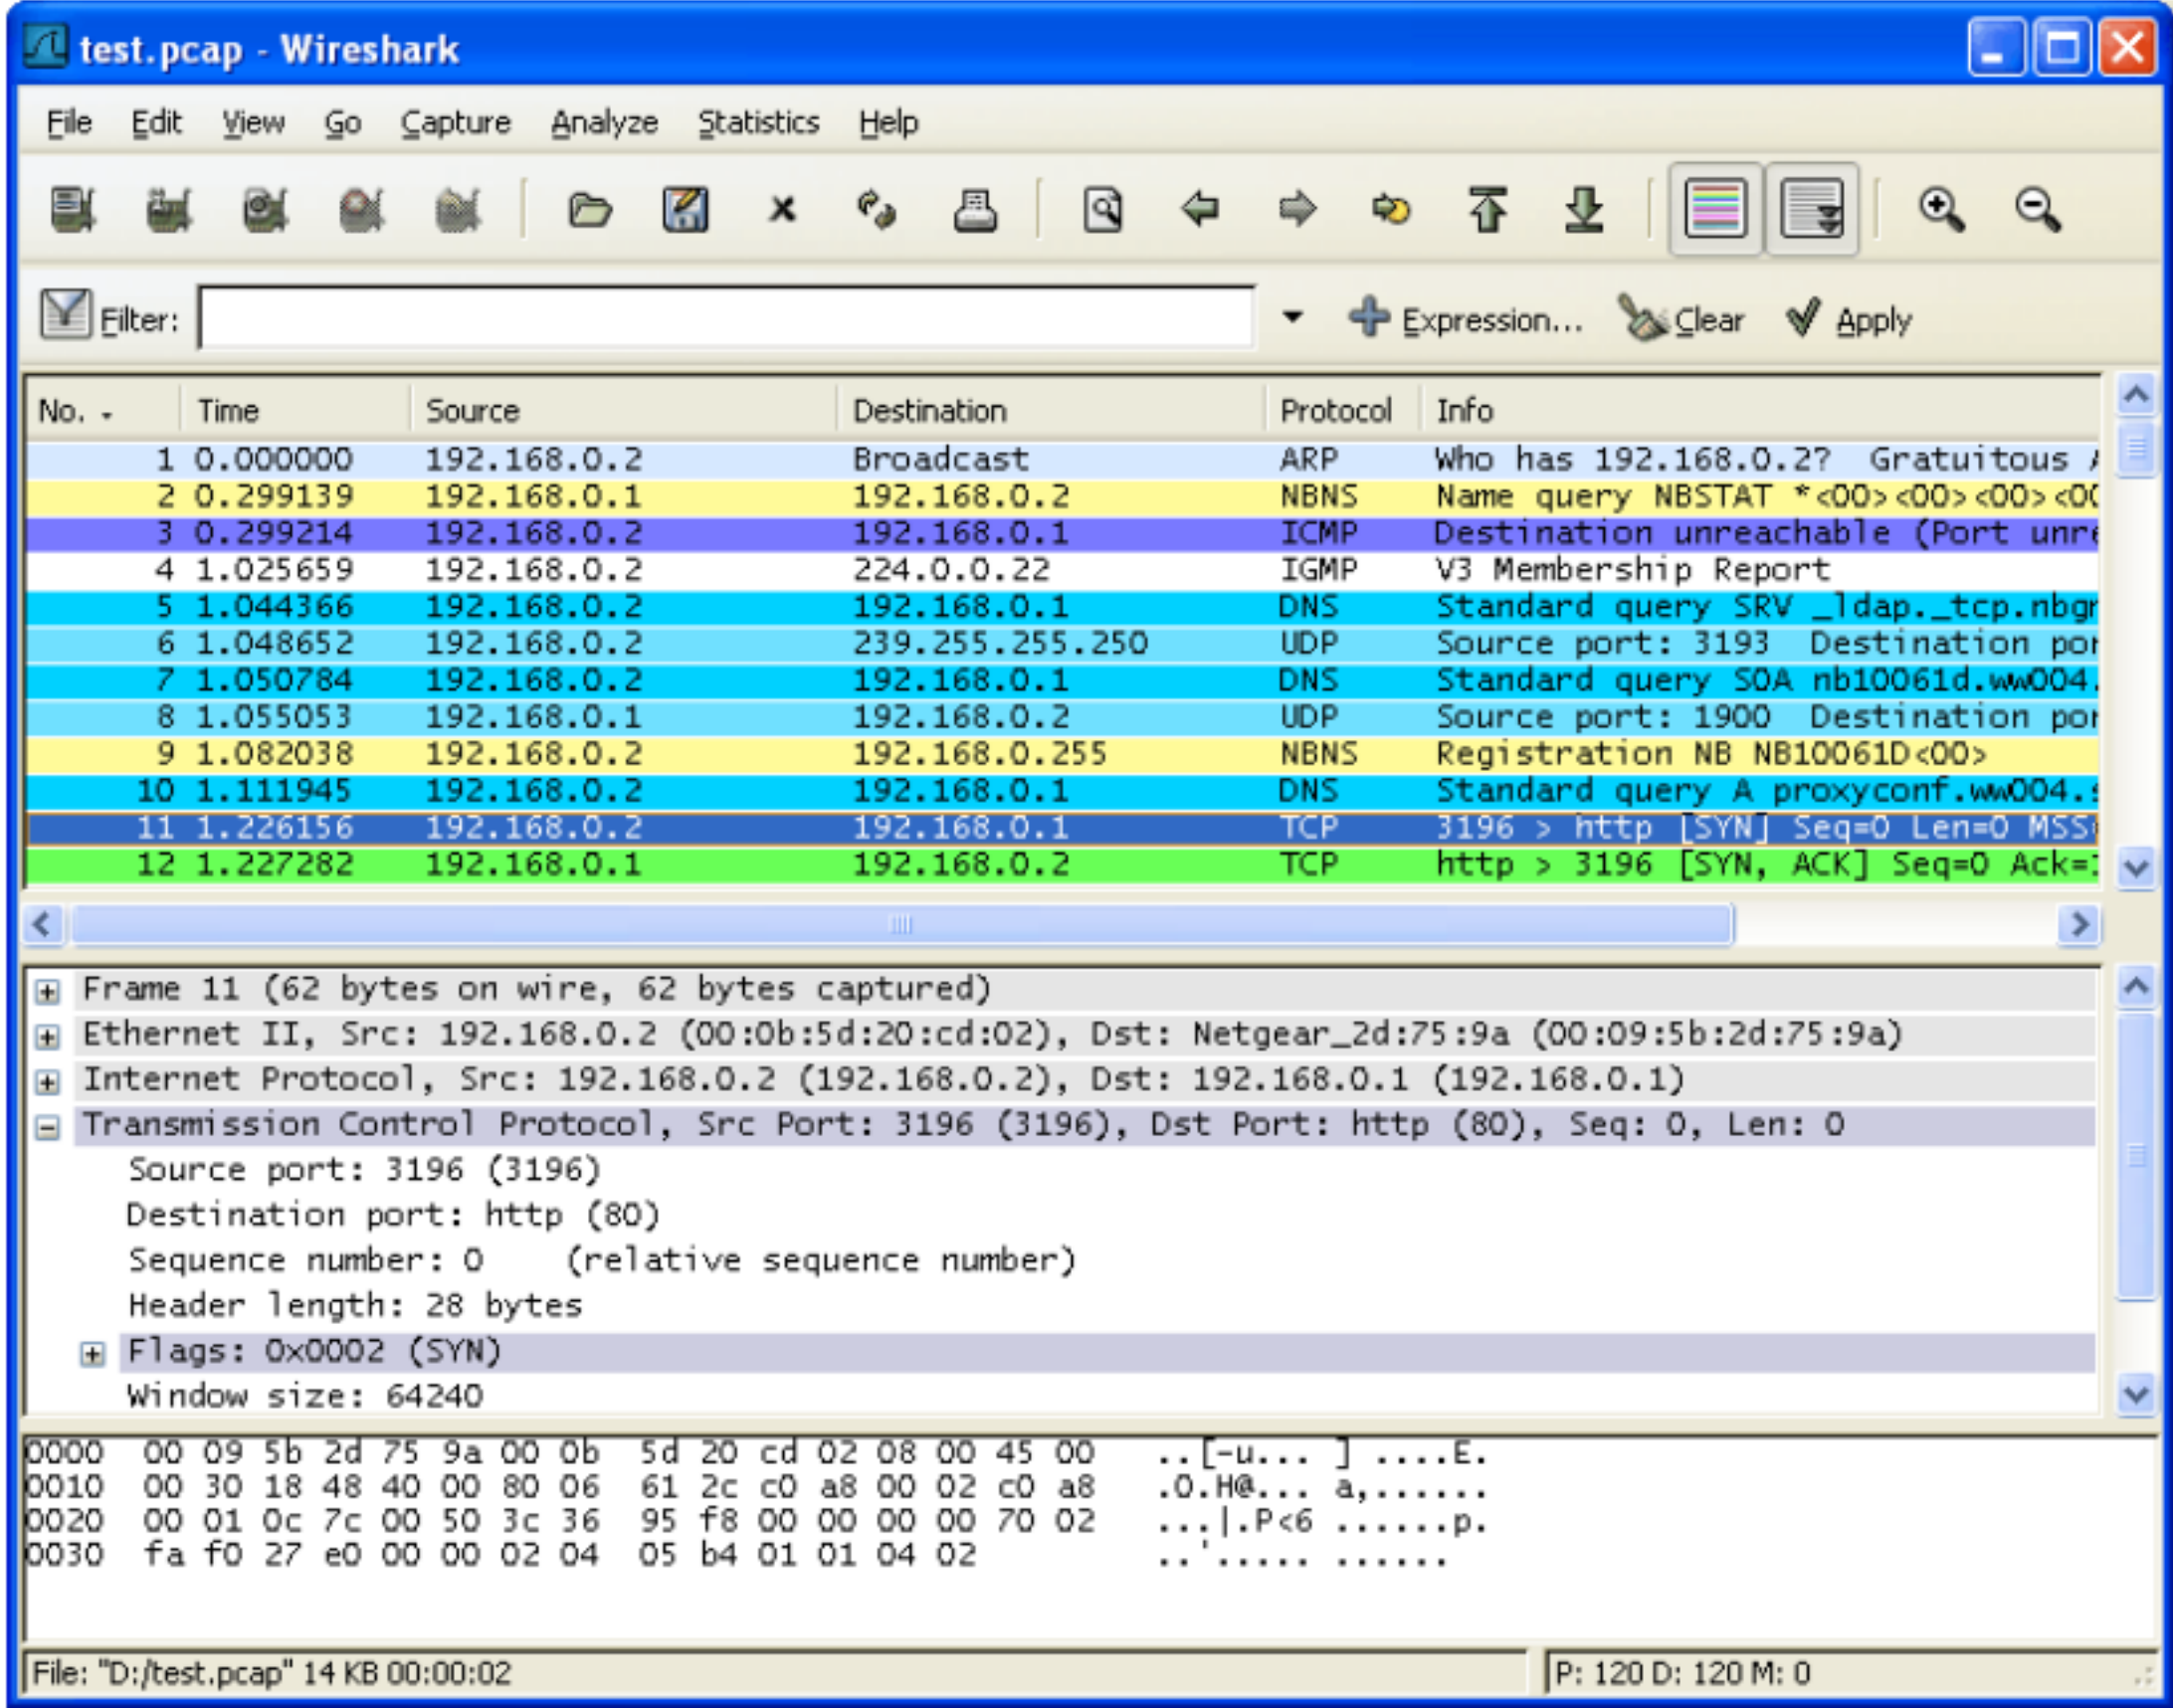 test.pcap - Wireshark
File Edit View Go Capture Analyze Statistics Help
Filter: Expression... Clear Apply
No. Time Source Destination Protocol Info
1 0.000000 192.168.0.2 Broadcast ARP Who has 192.168.0.2? Gratuitous
2 0.299139 192.168.0.1 192.168.0.2 NBNS Name query NBSTAT *<00><00><00><00
3 0.299214 192.168.0.2 192.168.0.1 ICMP Destination unreachable (Port unre
4 1.025659 192.168.0.2 224.0.0.22 IGMP V3 Membership Report
5 1.044366 192.168.0.2 192.168.0.1 DNS Standard query SRV _ldap._tcp.nbgr
6 1.048652 192.168.0.2 239.255.255.250 UDP Source port: 3193 Destination por
7 1.050784 192.168.0.2 192.168.0.1 DNS Standard query SOA nb10061d.ww004.
8 1.055053 192.168.0.1 192.168.0.2 UDP Source port: 1900 Destination por
9 1.082038 192.168.0.2 192.168.0.255 NBNS Registration NB NB10061D<00>
10 1.111945 192.168.0.2 192.168.0.1 DNS Standard query A proxyconf.ww004.s
11 1.226156 192.168.0.2 192.168.0.1 TCP 3196 > http [SYN] Seq=0 Len=0 MSS=
12 1.227282 192.168.0.1 192.168.0.2 TCP http > 3196 [SYN, ACK] Seq=0 Ack=1
Frame 11 (62 bytes on wire, 62 bytes captured)
Ethernet II, Src: 192.168.0.2 (00:0b:5d:20:cd:02), Dst: Netgear_2d:75:9a (00:09:5b:2d:75:9a)
Internet Protocol, Src: 192.168.0.2 (192.168.0.2), Dst: 192.168.0.1 (192.168.0.1)
Transmission Control Protocol, Src Port: 3196 (3196), Dst Port: http (80), Seq: 0, Len: 0
Source port: 3196 (3196)
Destination port: http (80)
Sequence number: 0 (relative sequence number)
Header length: 28 bytes
Flags: 0x0002 (SYN)
Window size: 64240
0000 00 09 5b 2d 75 9a 00 0b 5d 20 cd 02 08 00 45 00 ..[-u... ] ....E.
0010 00 30 18 48 40 00 80 06 61 2c c0 a8 00 02 c0 a8 .0.H@... a,......
0020 00 01 0c 7c 00 50 3c 36 95 f8 00 00 00 00 70 02 ...|.P<6 ......p.
0030 fa f0 27 e0 00 00 02 04 05 b4 01 01 04 02 ..'..... ......
File: "D:/test.pcap" 14 KB 00:00:02 P: 120 D: 120 M: 0